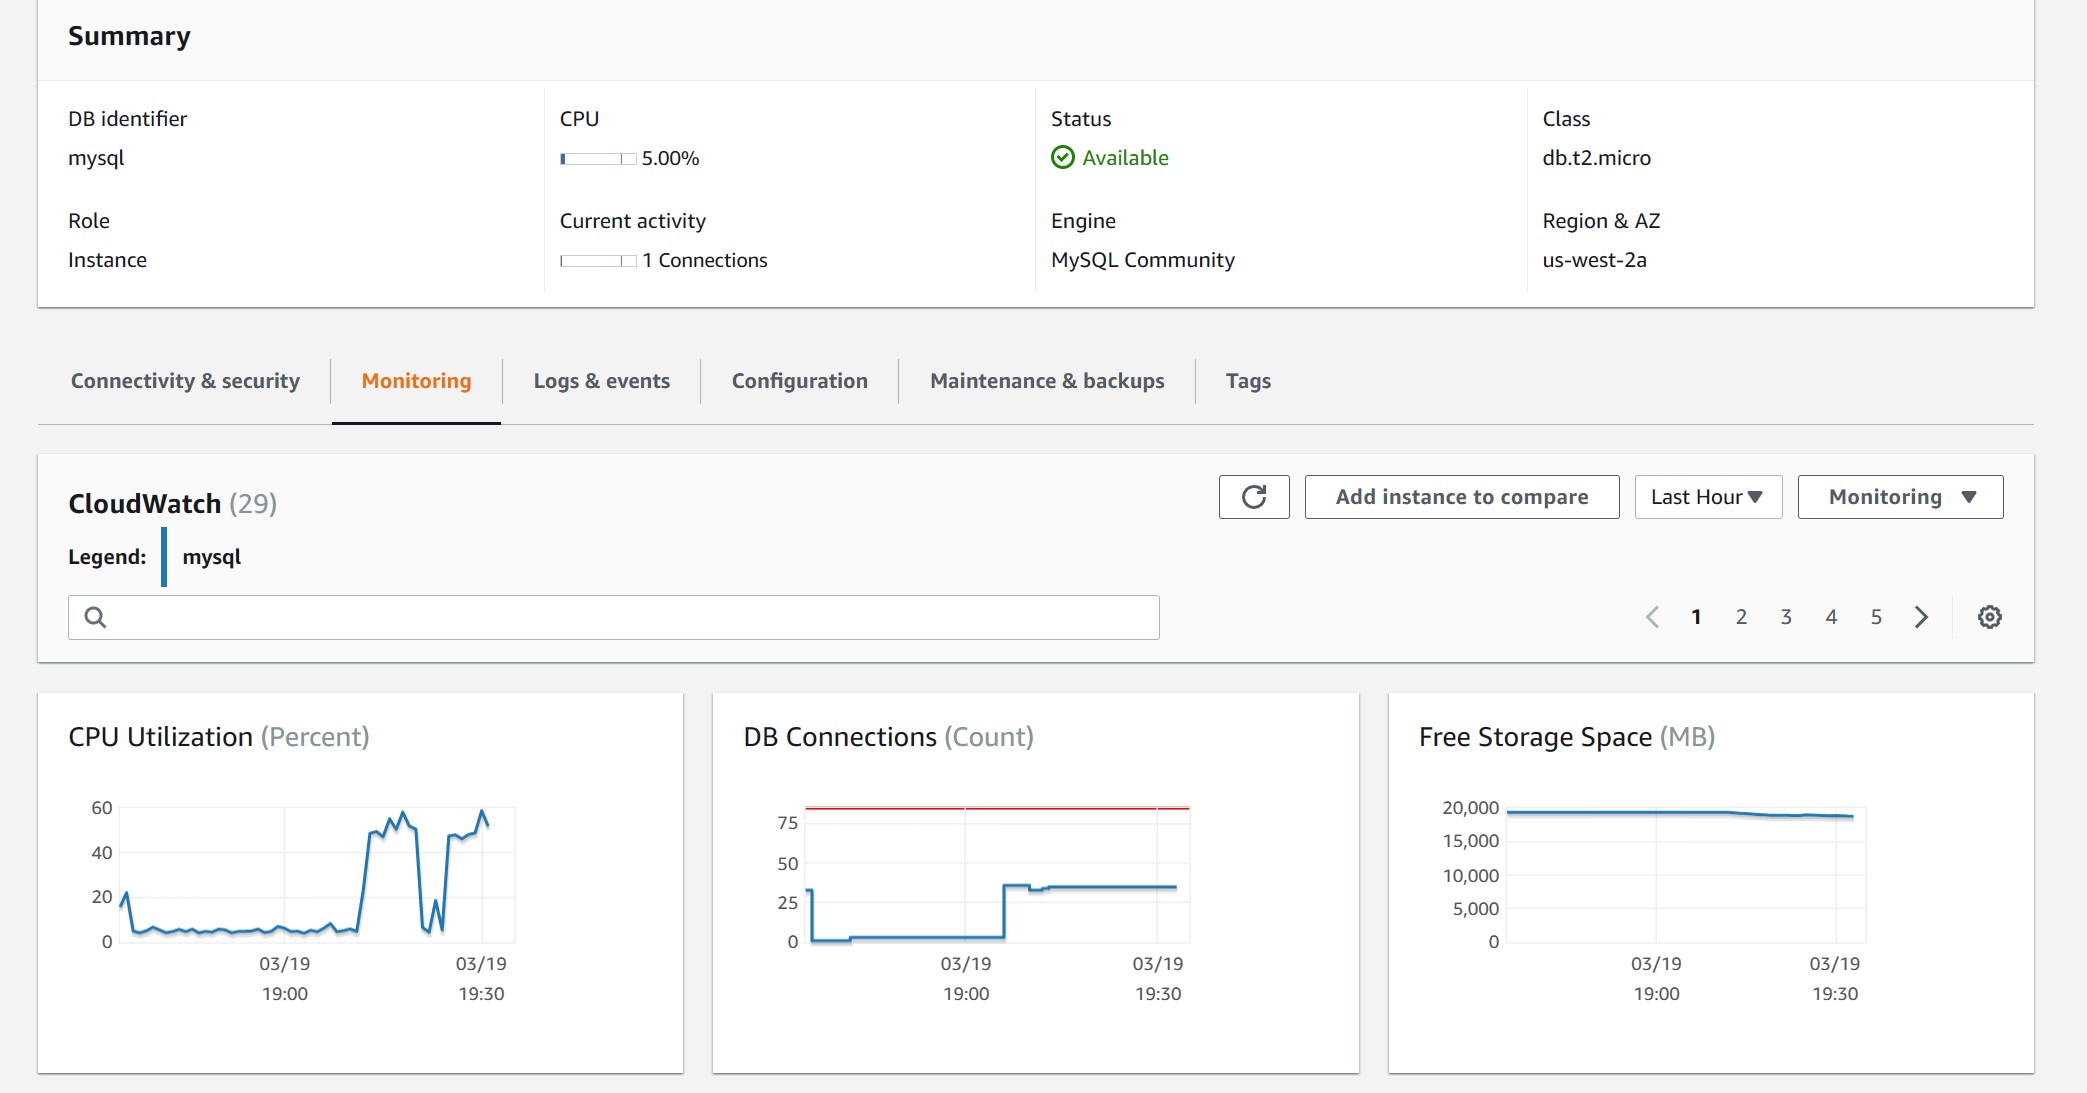 Summary
DB identifier
mysql
CPU
5.00%
Status
Available
Class
db.t2.micro
Role
Instance
Current activity
1 Connections
Engine
MySQL Community
Region & AZ
us-west-2a
Connectivity & security
Monitoring
Logs & events
Configuration
Maintenance & backups
Tags
CloudWatch (29)
Add instance to compare
Last Hour
Monitoring
Legend:
mysql
1 2 3 4 5
CPU Utilization (Percent)
60
40
20
0
03/19
19:00
03/19
19:30
DB Connections (Count)
75
50
25
0
03/19
19:00
03/19
19:30
Free Storage Space (MB)
20,000
15,000
10,000
5,000
0
03/19
19:00
03/19
19:30